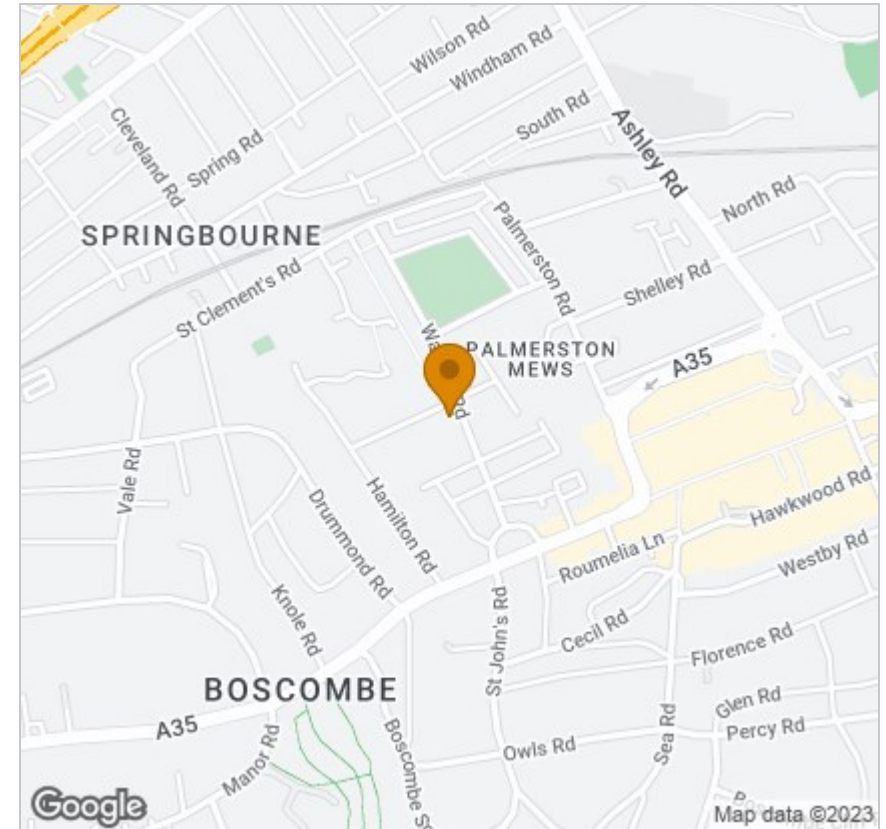 Wilson Rd
Windham Rd
South Rd
Ashley Rd
Cleveland Rd
Spring Rd
North Rd
SPRINGBOURNE
Palmerston Rd
St Clement's Rd
Shelley Rd
PALMERSTON
MEWS
A35
Vale Rd
Hamilton Rd
Drummond Rd
Hawkwood Rd
Roumelia Ln
Westby Rd
Knole Rd
St John's Rd
Cecil Rd
Florence Rd
BOSCOMBE
Glen Rd
A35
Manor Rd
Sea Rd
Percy Rd
Owls Rd
Google
Map data ©2023